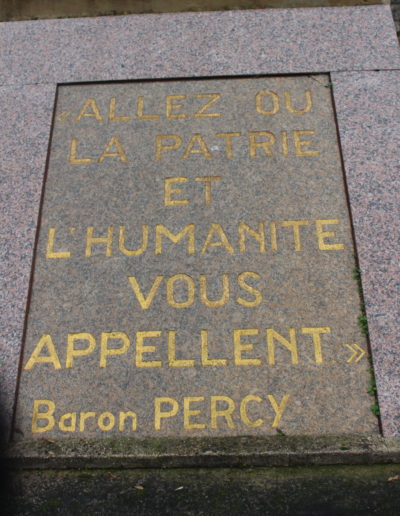 « ALLEZ OU
LA PATRIE
ET
L'HUMANITE
VOUS
APPELLENT »
Baron PERCY